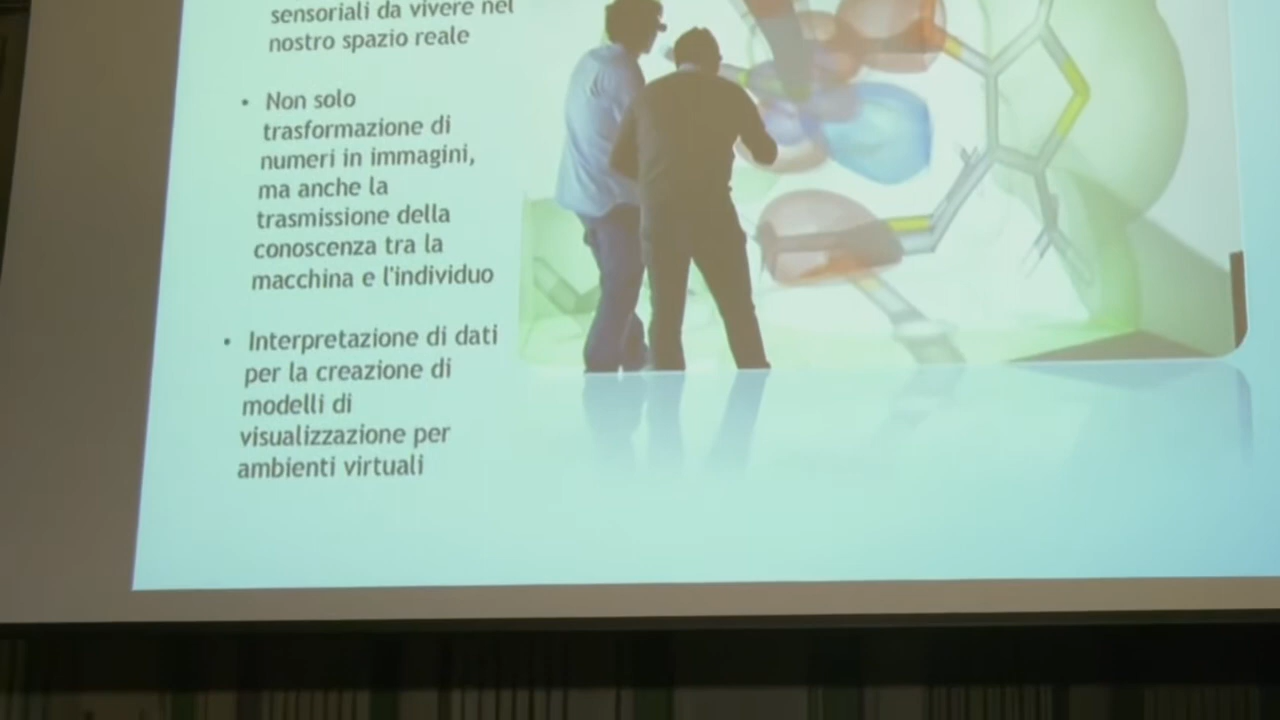 sensoriali da vivere nel
nostro spazio reale
• Non solo
trasformazione di
numeri in immagini,
ma anche la
trasmissione della
conoscenza tra la
macchina e l'individuo
• Interpretazione di dati
per la creazione di
modelli di
visualizzazione per
ambienti virtuali